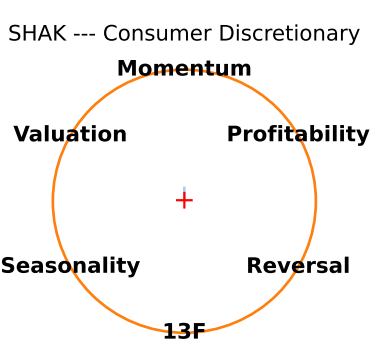 SHAK --- Consumer Discretionary
Momentum
Valuation
Profitability
Seasonality
Reversal
13F